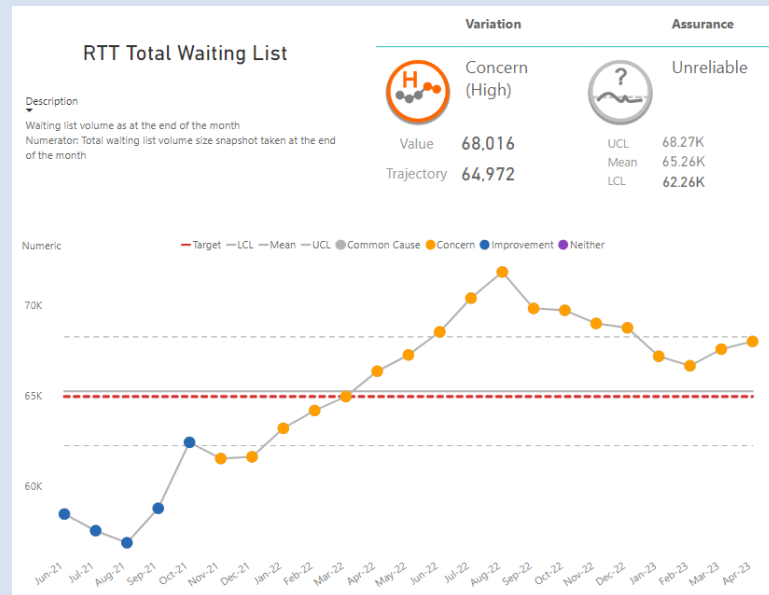 Variation
Assurance
RTT Total Waiting List
H
Concern
(High)
?
Unreliable
Description
Waiting list volume as at the end of the month
Numerator: Total waiting list volume size snapshot taken at the end
of the month
Value 68,016
Trajectory 64,972
UCL 68.27K
Mean 65.26K
LCL 62.26K
Numeric
Target LCL Mean UCL Common Cause Concern Improvement Neither
70K
65K
60K
Jun-21 Jul-21 Aug-21 Sep-21 Oct-21 Nov-21 Dec-21 Jan-22 Feb-22 Mar-22 Apr-22 May-22 Jun-22 Jul-22 Aug-22 Sep-22 Oct-22 Nov-22 Dec-22 Jan-23 Feb-23 Mar-23 Apr-23